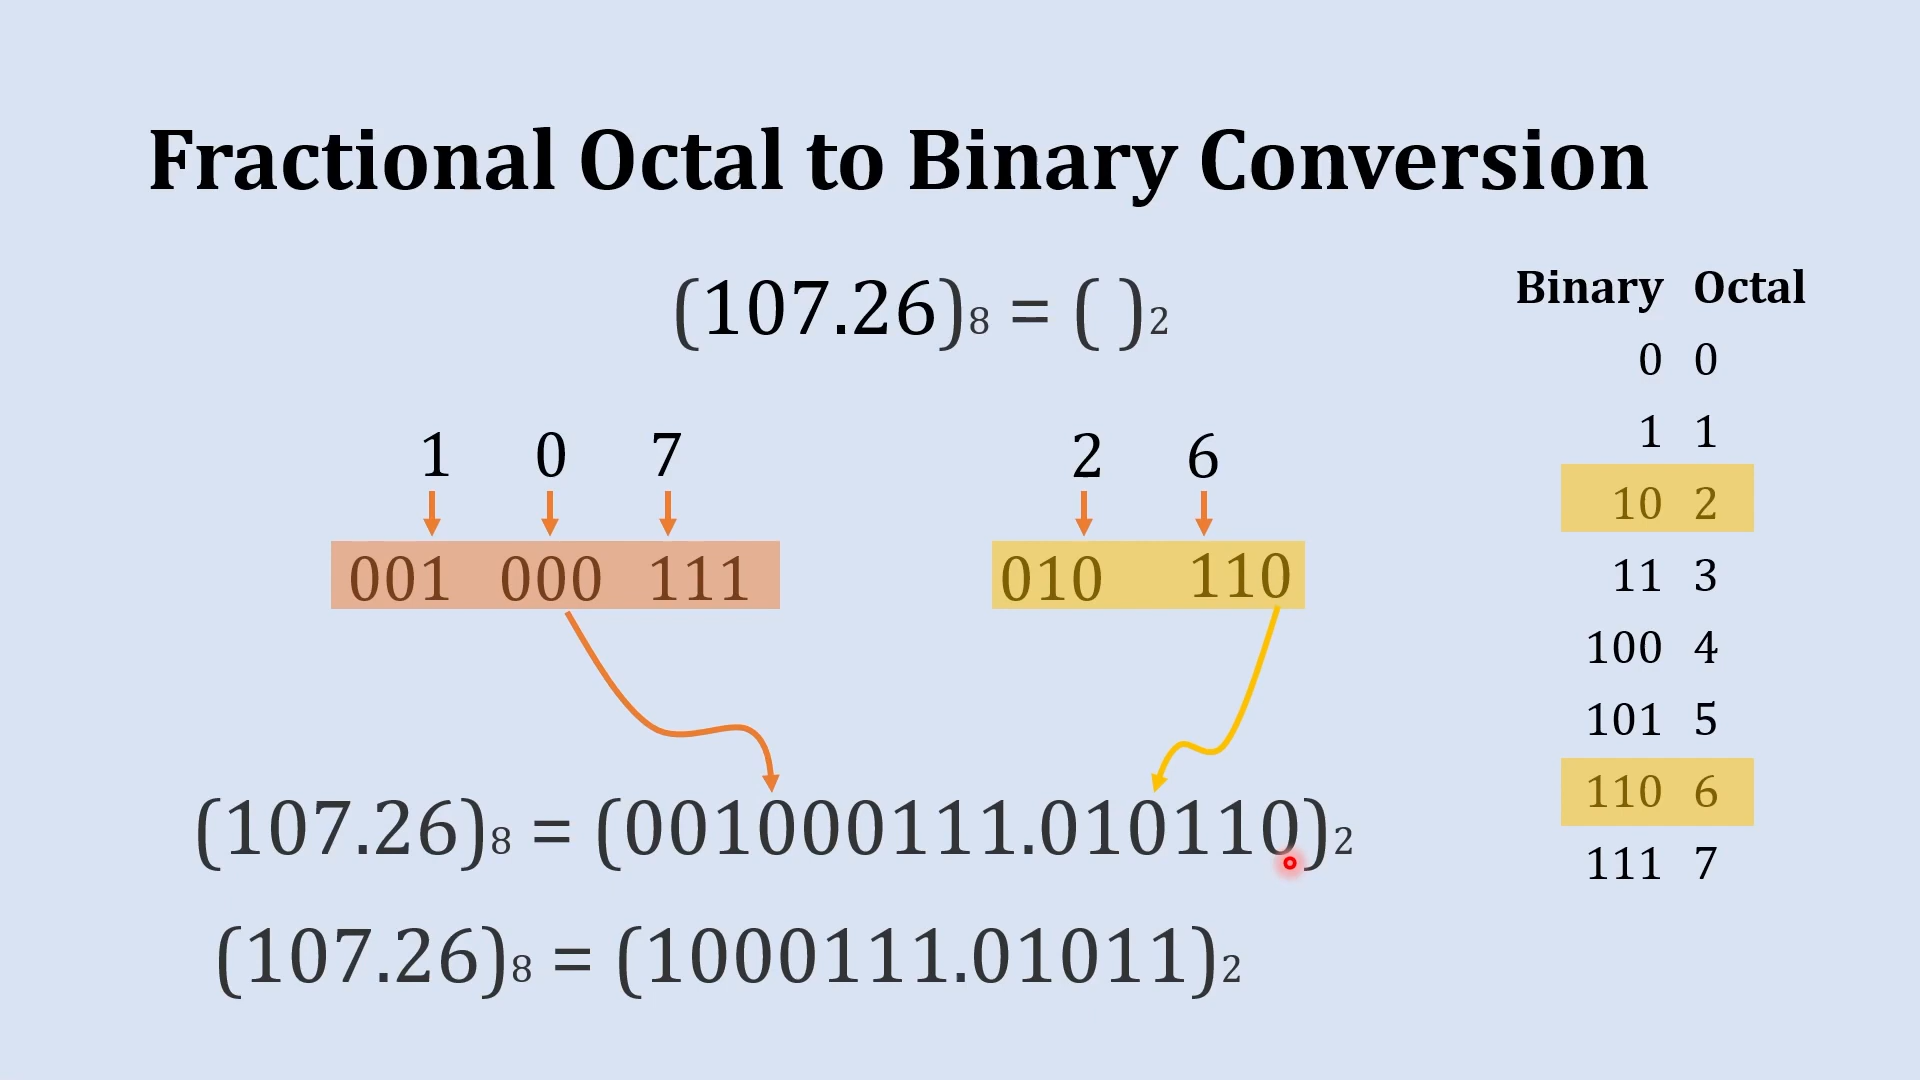 Fractional Octal to Binary Conversion
(107.26)8 = ( )2
1 0 7
2 6
001 000 111
010 110
(107.26)8 = (001000111.010110)2
(107.26)8 = (1000111.01011)2
Binary Octal
0 0
1 1
10 2
11 3
100 4
101 5
110 6
111 7